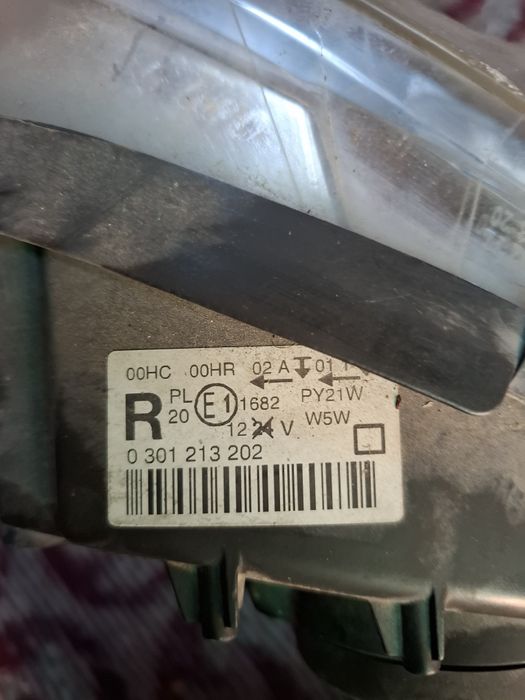 00HC 00HR 02 A 01
R PL 20 E1 1682 PY21W
12 24 V W5W
0 301 213 202